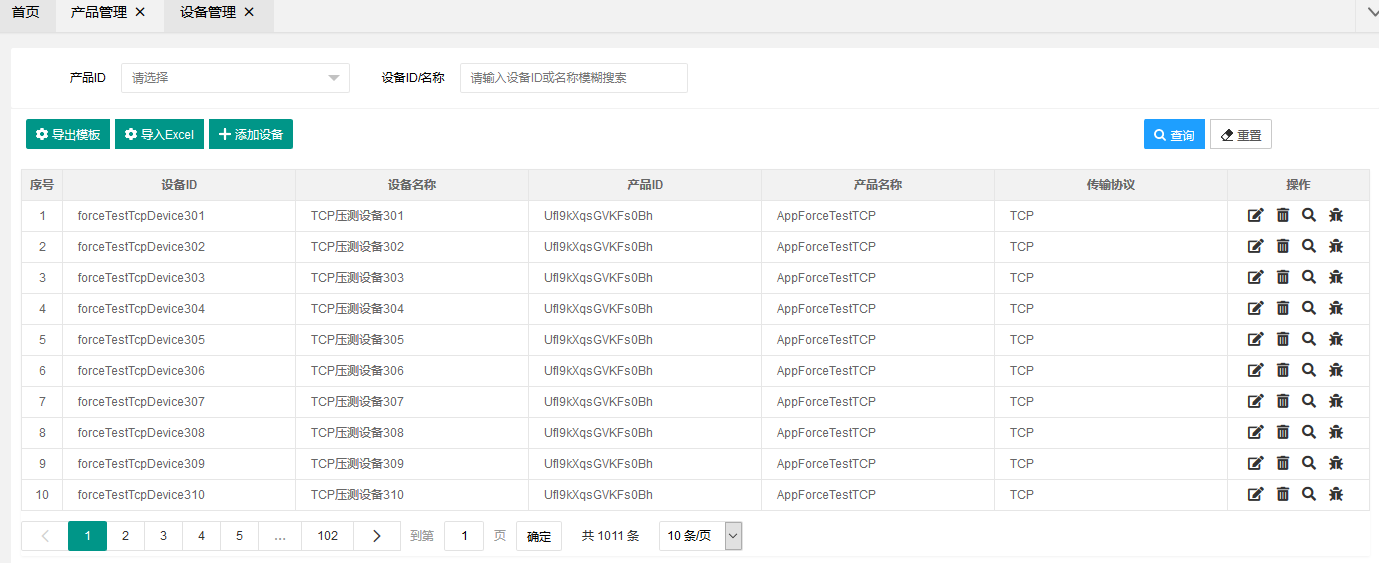 首页 产品管理 × 设备管理 ×
产品ID 请选择 设备ID/名称 请输入设备ID或名称模糊搜索
导出模板 导入Excel 添加设备 查询 重置
序号 设备ID 设备名称 产品ID 产品名称 传输协议 操作
1 forceTestTcpDevice301 TCP压测设备301 Ufl9kXqsGVKFs0Bh AppForceTestTCP TCP
2 forceTestTcpDevice302 TCP压测设备302 Ufl9kXqsGVKFs0Bh AppForceTestTCP TCP
3 forceTestTcpDevice303 TCP压测设备303 Ufl9kXqsGVKFs0Bh AppForceTestTCP TCP
4 forceTestTcpDevice304 TCP压测设备304 Ufl9kXqsGVKFs0Bh AppForceTestTCP TCP
5 forceTestTcpDevice305 TCP压测设备305 Ufl9kXqsGVKFs0Bh AppForceTestTCP TCP
6 forceTestTcpDevice306 TCP压测设备306 Ufl9kXqsGVKFs0Bh AppForceTestTCP TCP
7 forceTestTcpDevice307 TCP压测设备307 Ufl9kXqsGVKFs0Bh AppForceTestTCP TCP
8 forceTestTcpDevice308 TCP压测设备308 Ufl9kXqsGVKFs0Bh AppForceTestTCP TCP
9 forceTestTcpDevice309 TCP压测设备309 Ufl9kXqsGVKFs0Bh AppForceTestTCP TCP
10 forceTestTcpDevice310 TCP压测设备310 Ufl9kXqsGVKFs0Bh AppForceTestTCP TCP
1 2 3 4 5 … 102 到第 1 页 确定 共 1011 条 10 条/页